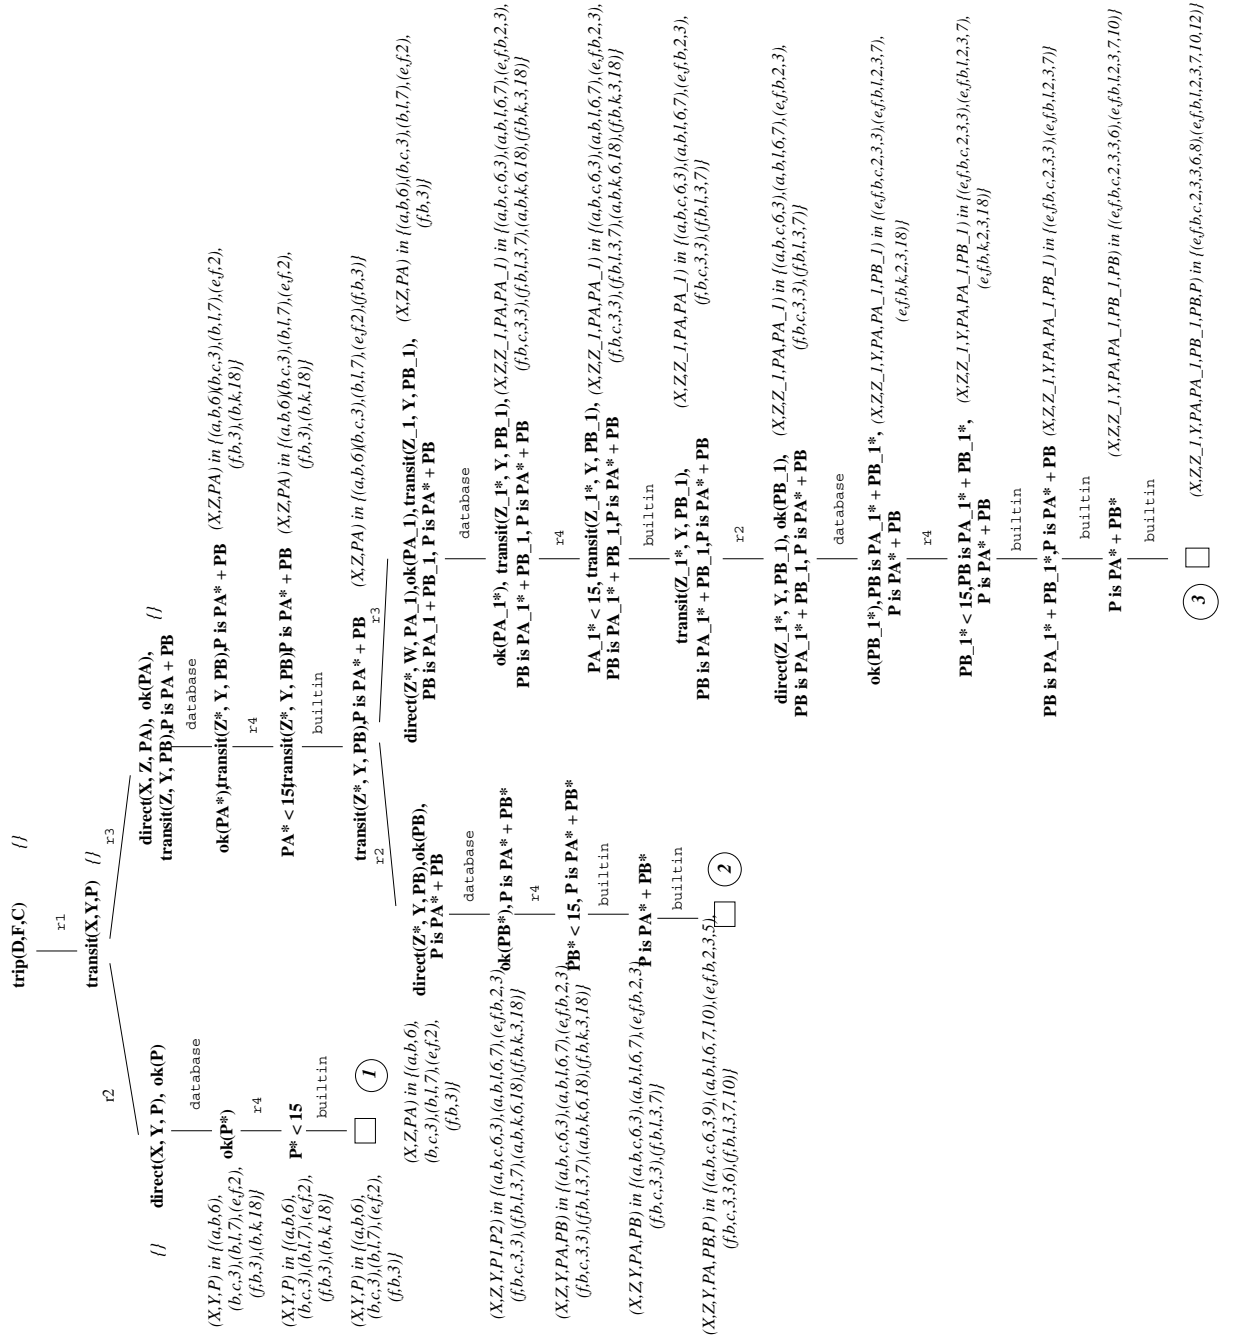 trip(D,F,C) {}
r1
transit(X,Y,P) {}
r2
r3
{} direct(X, Y, P), ok(P)
database
(X,Y,P) in {(a,b,6),
(b,c,3),(b,l,7),(e,f,2),
(f,b,3),(b,k,18)}
ok(P*)
r4
(X,Y,P) in {(a,b,6),
(b,c,3),(b,l,7),(e,f,2),
(f,b,3),(b,k,18)}
P* < 15
builtin
(X,Y,P) in {(a,b,6),
(b,c,3),(b,l,7),(e,f,2),
(f,b,3)}
1
direct(X, Z, PA), ok(PA), {}
transit(Z, Y, PB),P is PA + PB
database
ok(PA*),transit(Z*, Y, PB),P is PA* + PB (X,Z,PA) in {(a,b,6)(b,c,3),(b,l,7),(e,f,2),
(f,b,3),(b,k,18)}
r4
PA* < 15,transit(Z*, Y, PB),P is PA* + PB (X,Z,PA) in {(a,b,6)(b,c,3),(b,l,7),(e,f,2),
(f,b,3),(b,k,18)}
builtin
transit(Z*, Y, PB),P is PA* + PB (X,Z,PA) in {(a,b,6)(b,c,3),(b,l,7),(e,f,2)(f,b,3)}
r2
r3
(X,Z,PA) in {(a,b,6),
(b,c,3),(b,l,7),(e,f,2),
(f,b,3)}
direct(Z*, Y, PB),ok(PB),
P is PA* + PB
database
(X,Z,Y,P1,P2) in {(a,b,c,6,3),(a,b,l,6,7),(e,f,b,2,3)
(f,b,c,3,3),(f,b,l,3,7),(a,b,k,6,18),(f,b,k,3,18)}
ok(PB*),P is PA* + PB*
r4
(X,Z,Y,PA,PB) in {(a,b,c,6,3),(a,b,l,6,7),(e,f,b,2,3)
(f,b,c,3,3),(f,b,l,3,7),(a,b,k,6,18),(f,b,k,3,18)}
PB* < 15, P is PA* + PB*
builtin
(X,Z,Y,PA,PB) in {(a,b,c,6,3),(a,b,l,6,7),(e,f,b,2,3)
(f,b,c,3,3),(f,b,l,3,7)}
P is PA* + PB*
builtin
(X,Z,Y,PA,PB,P) in {(a,b,c,6,3,9),(a,b,l,6,7,10),(e,f,b,2,3,5),
(f,b,c,3,3,6),(f,b,l,3,7,10)}
2
direct(Z*, W, PA_1),ok(PA_1),transit(Z_1, Y, PB_1), (X,Z,PA) in {(a,b,6),(b,c,3),(b,l,7),(e,f,2),
PB is PA_1 + PB_1, P is PA* + PB (f,b,3)}
database
ok(PA_1*), transit(Z_1*, Y, PB_1), (X,Z,Z_1,PA,PA_1) in {(a,b,c,6,3),(a,b,l,6,7),(e,f,b,2,3),
PB is PA_1* + PB_1, P is PA* + PB (f,b,c,3,3),(f,b,l,3,7),(a,b,k,6,18),(f,b,k,3,18)}
r4
PA_1* < 15, transit(Z_1*, Y, PB_1), (X,Z,Z_1,PA,PA_1) in {(a,b,c,6,3),(a,b,l,6,7),(e,f,b,2,3),
PB is PA_1* + PB_1,P is PA* + PB (f,b,c,3,3),(f,b,l,3,7),(a,b,k,6,18),(f,b,k,3,18)}
builtin
transit(Z_1*, Y, PB_1), (X,Z,Z_1,PA,PA_1) in {(a,b,c,6,3),(a,b,l,6,7),(e,f,b,2,3),
PB is PA_1* + PB_1,P is PA* + PB (f,b,c,3,3),(f,b,l,3,7)}
r2
direct(Z_1*, Y, PB_1), ok(PB_1), (X,Z,Z_1,PA,PA_1) in {(a,b,c,6,3),(a,b,l,6,7),(e,f,b,2,3),
PB is PA_1* + PB_1, P is PA* + PB (f,b,c,3,3),(f,b,l,3,7)}
database
ok(PB_1*), PB is PA_1* + PB_1*, (X,Z,Z_1,Y,PA,PA_1,PB_1) in {(e,f,b,c,2,3,3),(e,f,b,l,2,3,7),
P is PA* + PB (e,f,b,k,2,3,18)}
r4
PB_1* < 15,PB is PA_1* + PB_1*, (X,Z,Z_1,Y,PA,PA_1,PB_1) in {(e,f,b,c,2,3,3),(e,f,b,l,2,3,7),
P is PA* + PB (e,f,b,k,2,3,18)}
builtin
PB is PA_1* + PB_1*,P is PA* + PB (X,Z,Z_1,Y,PA,PA_1,PB_1) in {(e,f,b,c,2,3,3),(e,f,b,l,2,3,7)}
builtin
P is PA* + PB* (X,Z,Z_1,Y,PA,PA_1,PB_1,PB) in {(e,f,b,c,2,3,3,6),(e,f,b,l,2,3,7,10)}
builtin
(X,Z,Z_1,Y,PA,PA_1,PB_1,PB,P) in {(e,f,b,c,2,3,3,6,8),(e,f,b,l,2,3,7,10,12)}
3